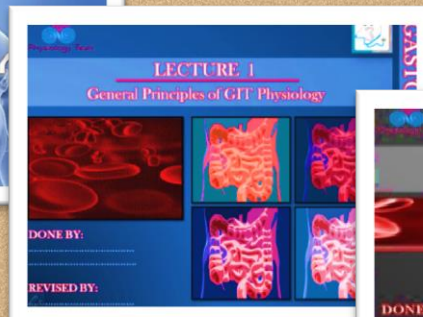 Physiology Team
LECTURE 1
General Principles of GIT Physiology
DONE BY:
REVISED BY:
DONE